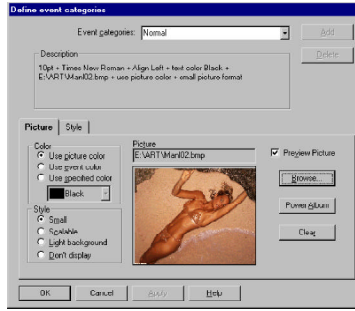 Define event categories
Event categories: Normal
Add
Delete
Description
10pt + Times New Roman + Align Left + text color Black +
E:\ART\Manl02.bmp + use picture color + small picture format
Picture
Style
Color
Use picture color
Use event color
Use specified color
Black
Style
Small
Scalable
Light background
Don't display
Picture
E:\ART\Manl02.bmp
Preview Picture
Browse...
Power Album
Clear
OK
Cancel
Apply
Help